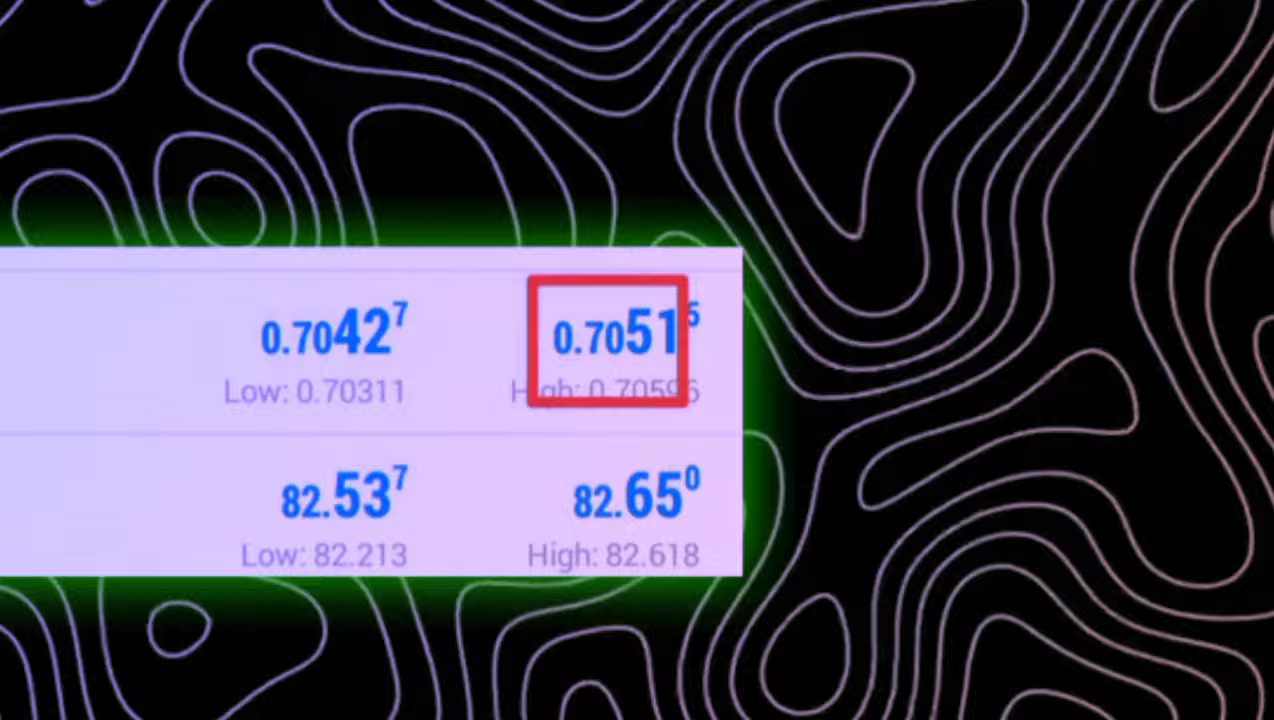 0.7042⁷ 0.7051⁵
Low: 0.70311 High: 0.70596
82.53⁷ 82.65⁰
Low: 82.213 High: 82.618